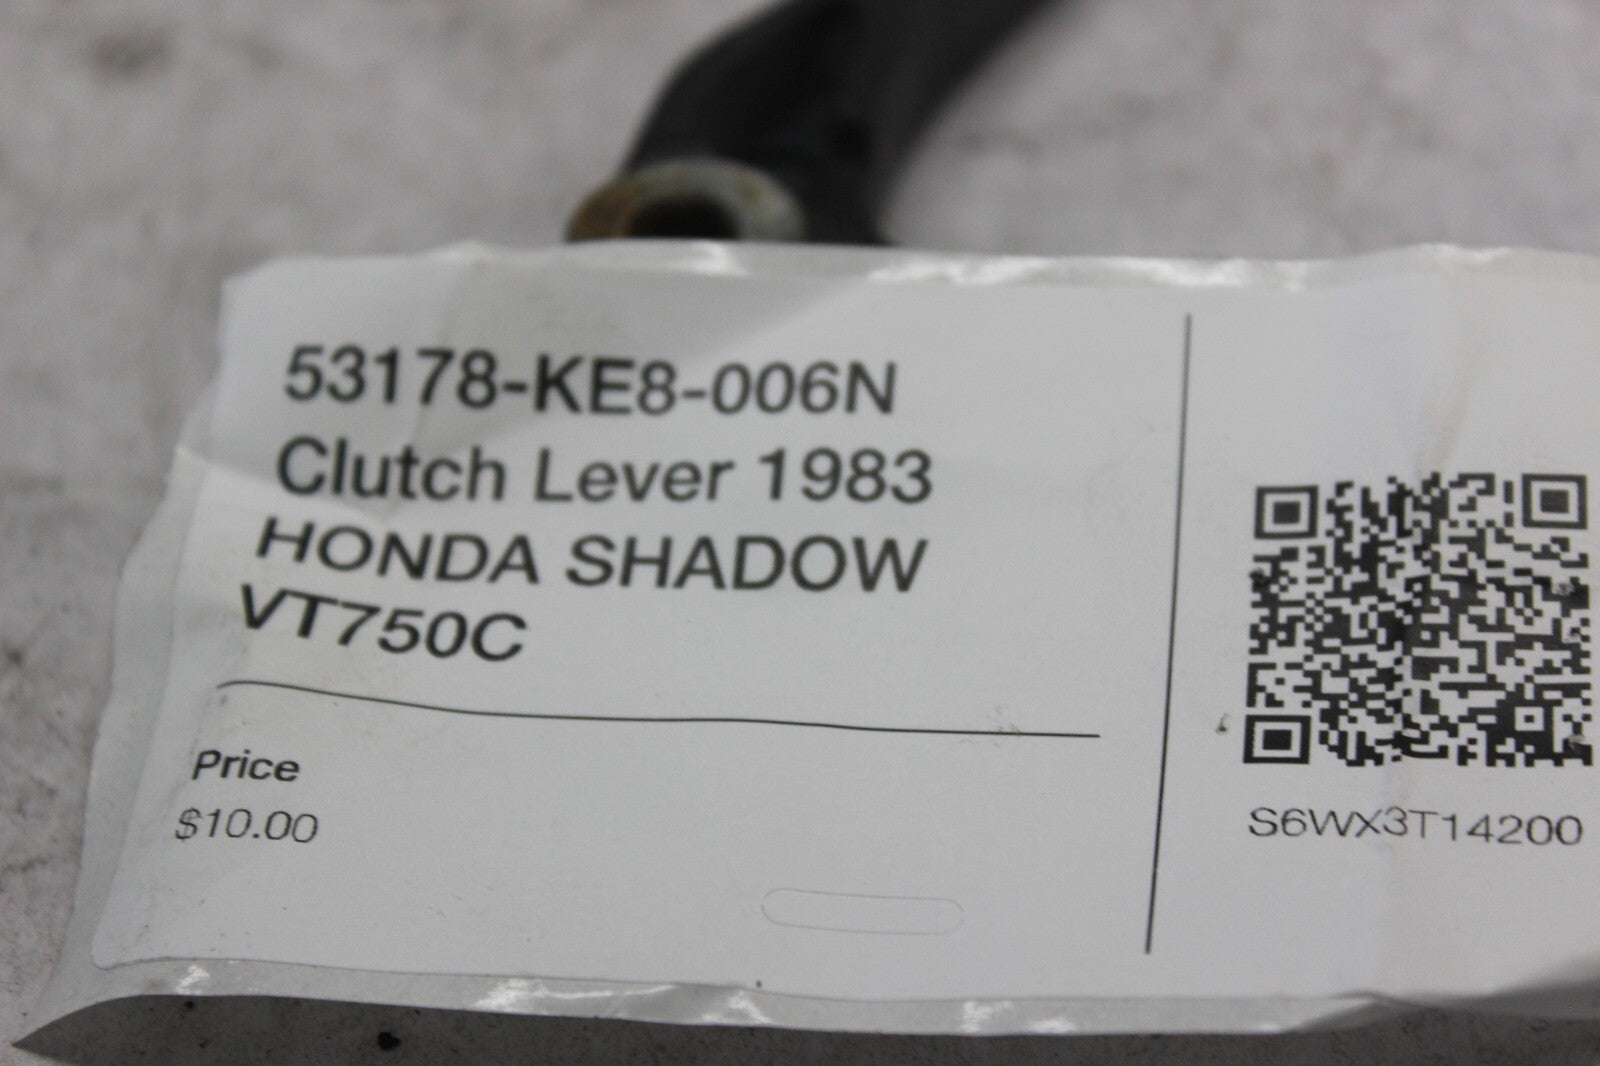 53178-KE8-006N
Clutch Lever 1983
HONDA SHADOW
VT750C
Price
$10.00
S6WX3T14200